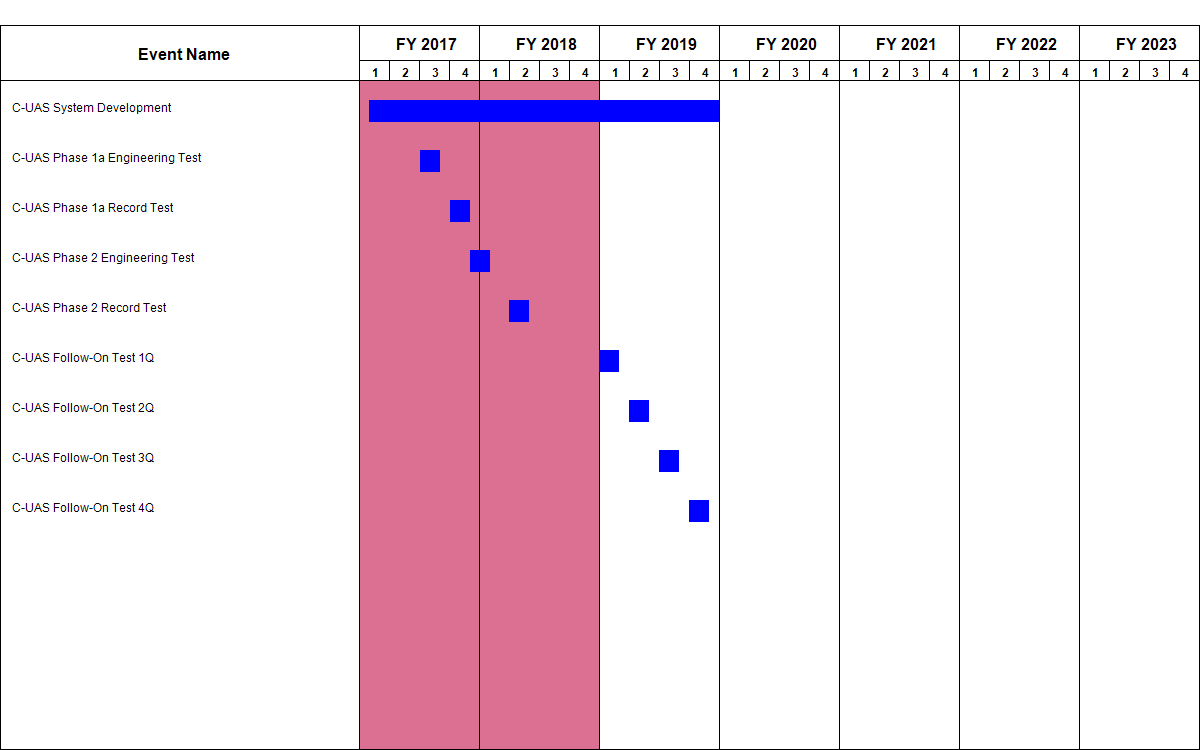 Event Name
FY 2017 FY 2018 FY 2019 FY 2020 FY 2021 FY 2022 FY 2023
1 2 3 4 1 2 3 4 1 2 3 4 1 2 3 4 1 2 3 4 1 2 3 4 1 2 3 4
C-UAS System Development
C-UAS Phase 1a Engineering Test
C-UAS Phase 1a Record Test
C-UAS Phase 2 Engineering Test
C-UAS Phase 2 Record Test
C-UAS Follow-On Test 1Q
C-UAS Follow-On Test 2Q
C-UAS Follow-On Test 3Q
C-UAS Follow-On Test 4Q